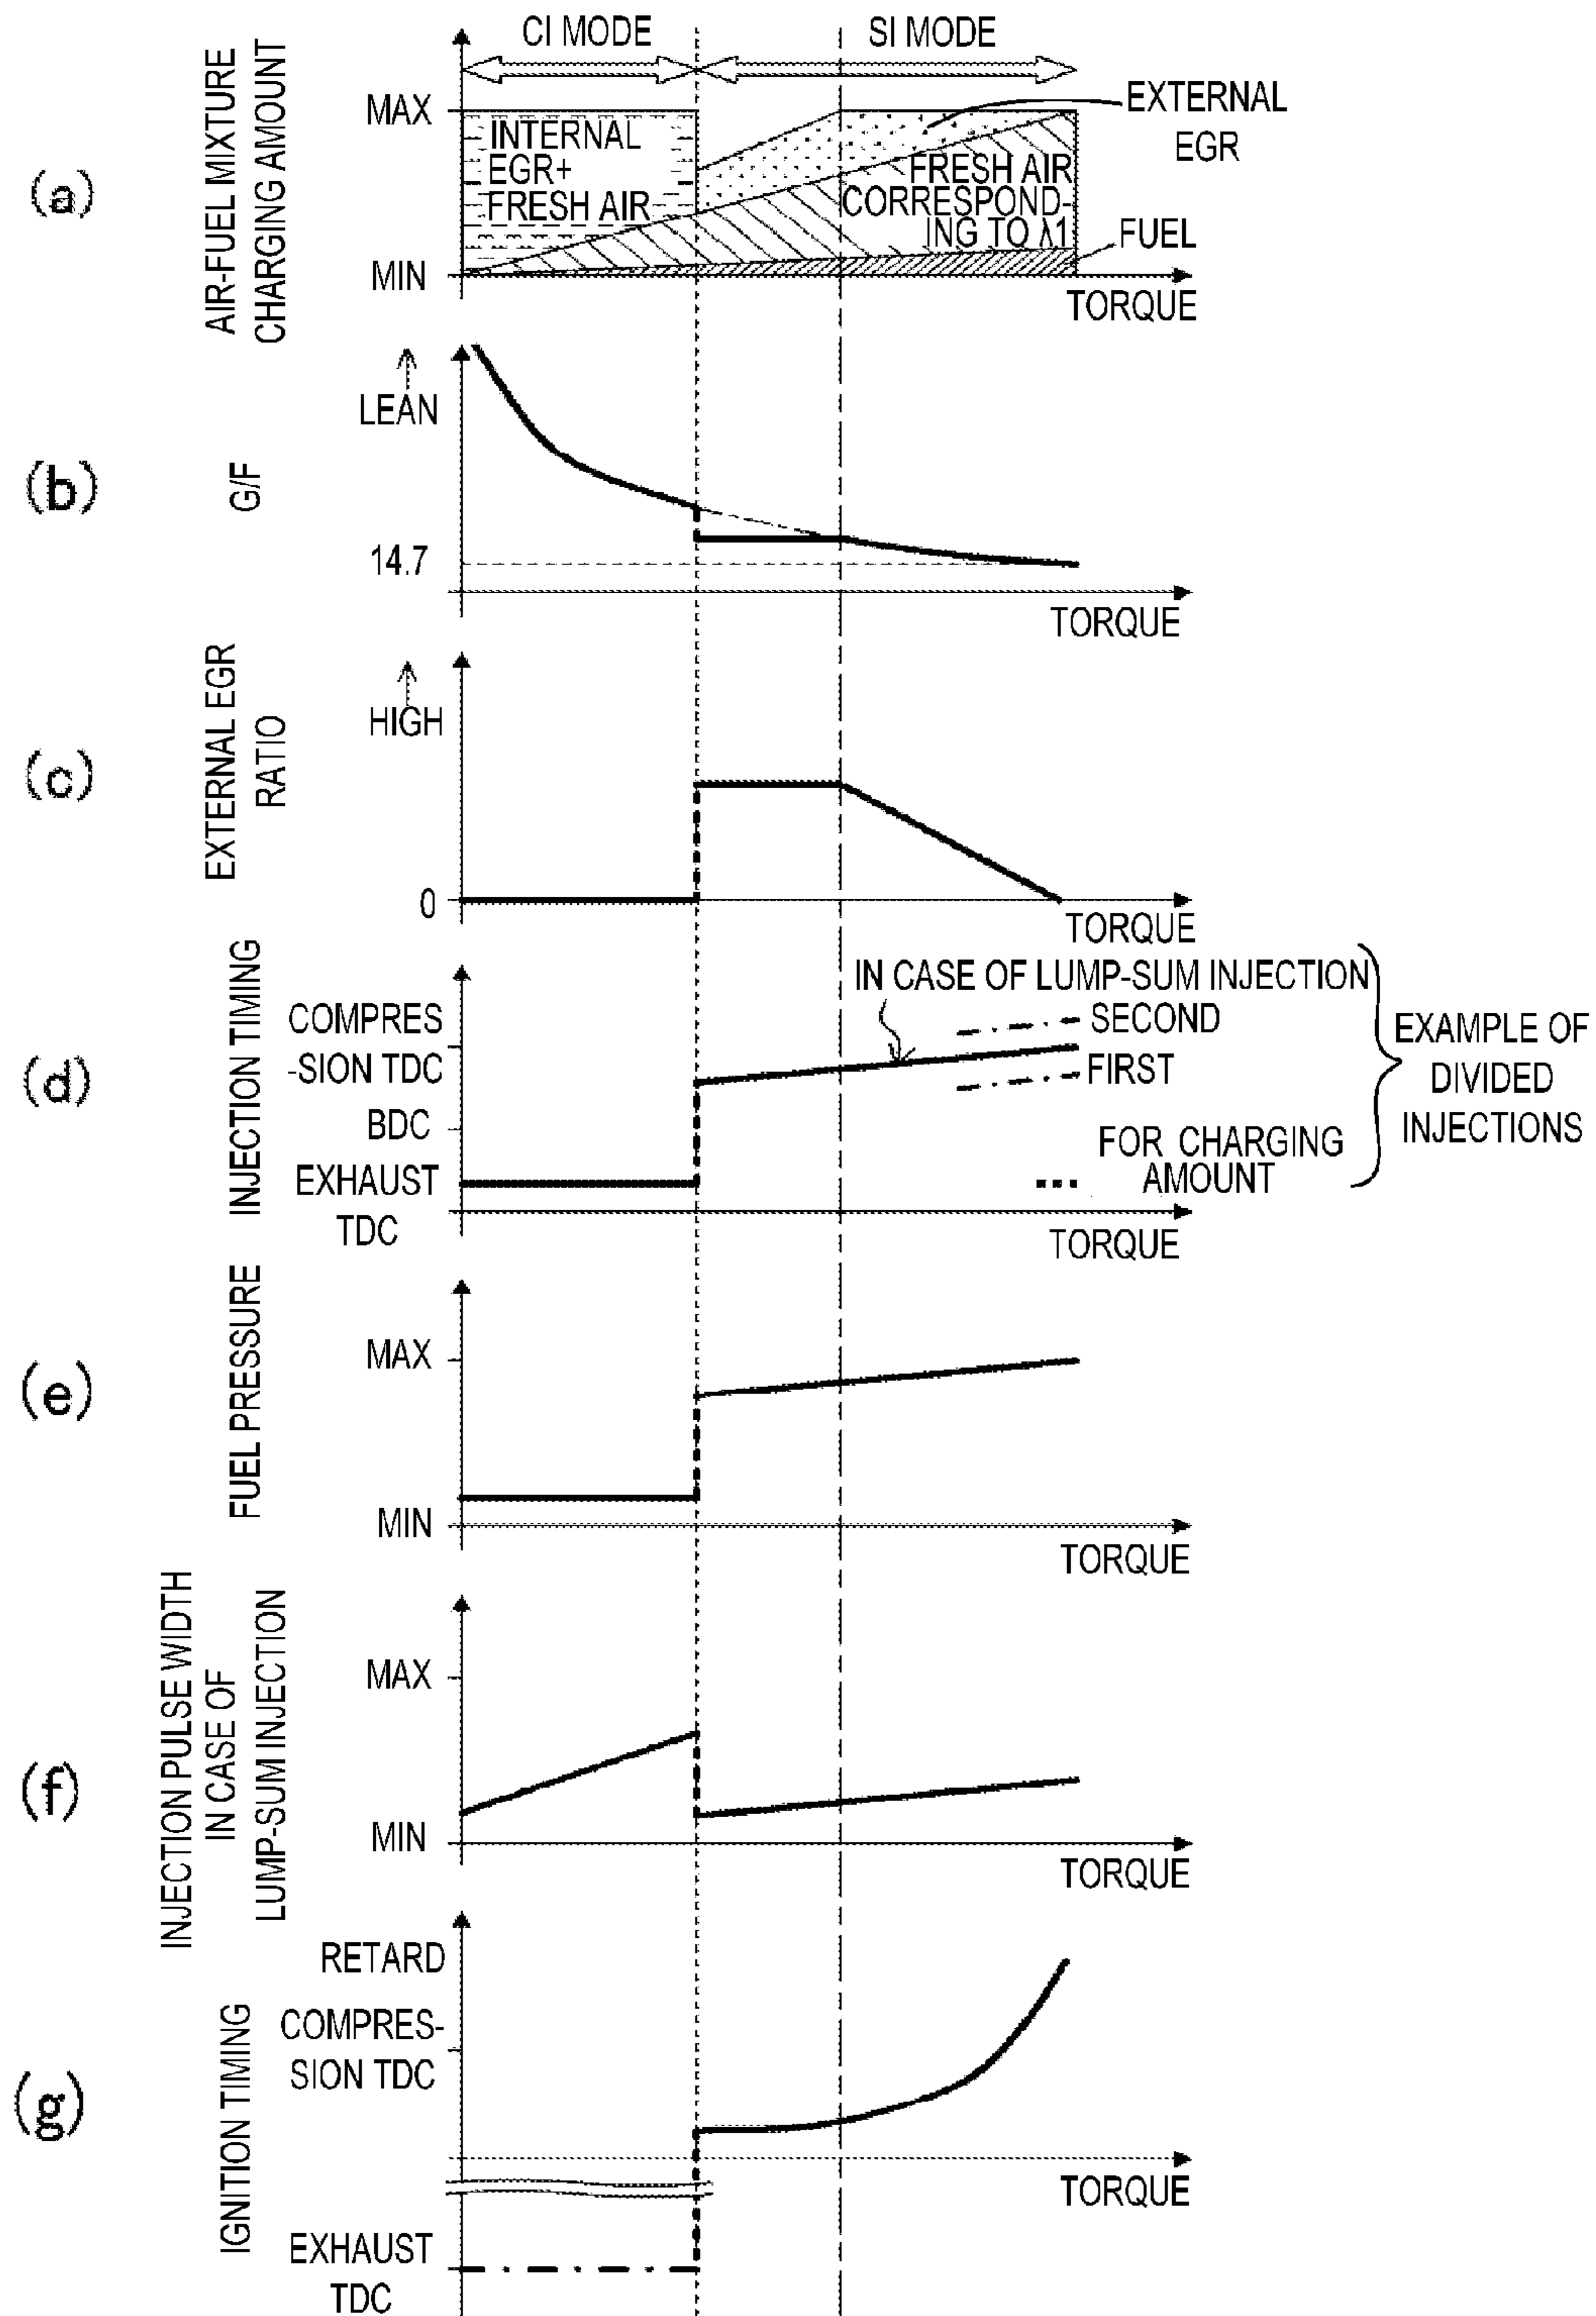 CI MODE
SI MODE
(a)
AIR-FUEL MIXTURE
CHARGING AMOUNT
MAX
MIN
INTERNAL
EGR+
FRESH AIR
EXTERNAL
EGR
FRESH AIR
CORRESPOND-
ING TO λ1
FUEL
TORQUE
(b)
G/F
LEAN
14.7
TORQUE
(c)
EXTERNAL EGR
RATIO
HIGH
0
TORQUE
(d)
INJECTION TIMING
COMPRES
-SION TDC
BDC
EXHAUST
TDC
IN CASE OF LUMP-SUM INJECTION
SECOND
FIRST
FOR CHARGING
AMOUNT
EXAMPLE OF
DIVIDED
INJECTIONS
TORQUE
(e)
FUEL PRESSURE
MAX
MIN
TORQUE
(f)
INJECTION PULSE WIDTH
IN CASE OF
LUMP-SUM INJECTION
MAX
MIN
TORQUE
(g)
IGNITION TIMING
RETARD
COMPRES-
SION TDC
EXHAUST
TDC
TORQUE